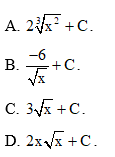 A. 2∛x² + C.
B. −6/√x + C.
C. 3√x + C.
D. 2x√x + C.